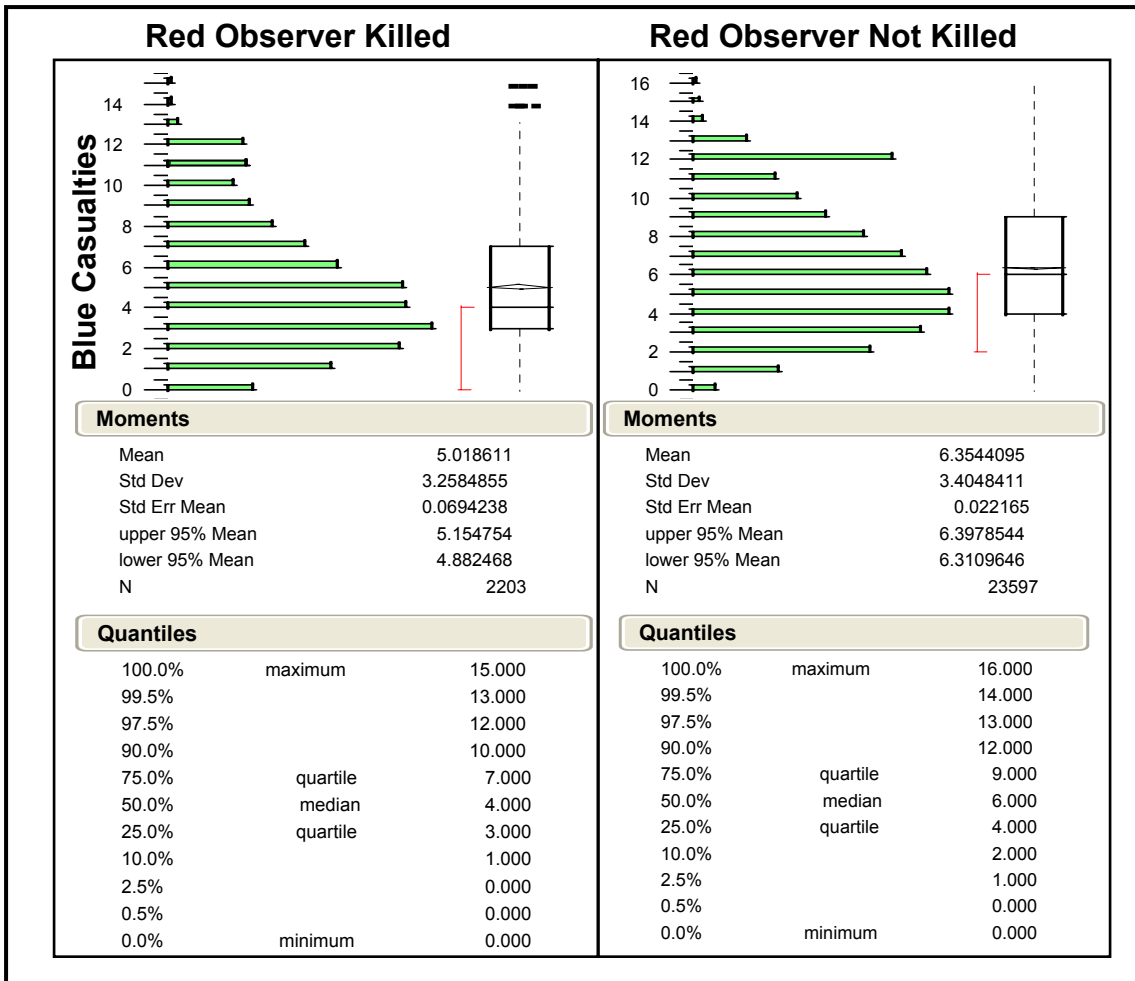 Red Observer Killed
Blue Casualties
14
12
10
8
6
4
2
0
Moments
Mean 5.018611
Std Dev 3.2584855
Std Err Mean 0.0694238
upper 95% Mean 5.154754
lower 95% Mean 4.882468
N 2203
Quantiles
100.0% maximum 15.000
99.5% 13.000
97.5% 12.000
90.0% 10.000
75.0% quartile 7.000
50.0% median 4.000
25.0% quartile 3.000
10.0% 1.000
2.5% 0.000
0.5% 0.000
0.0% minimum 0.000
Red Observer Not Killed
16
14
12
10
8
6
4
2
0
Moments
Mean 6.3544095
Std Dev 3.4048411
Std Err Mean 0.022165
upper 95% Mean 6.3978544
lower 95% Mean 6.3109646
N 23597
Quantiles
100.0% maximum 16.000
99.5% 14.000
97.5% 13.000
90.0% 12.000
75.0% quartile 9.000
50.0% median 6.000
25.0% quartile 4.000
10.0% 2.000
2.5% 1.000
0.5% 0.000
0.0% minimum 0.000